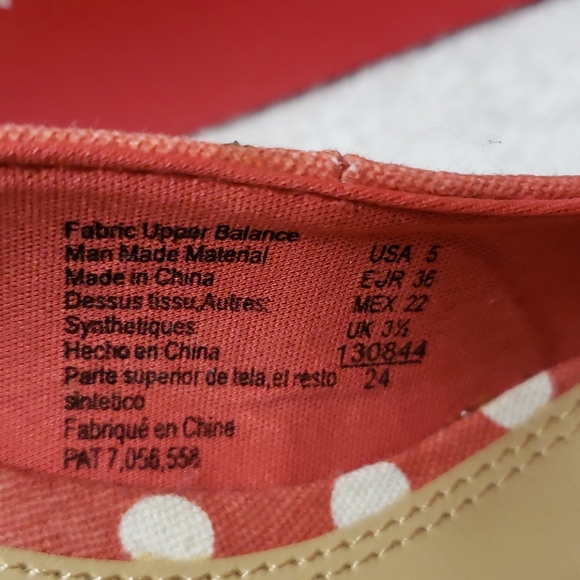 Fabric Upper Balance
Man Made Material
Made in China
Dessus tissu,Autres:
Synthétiques
Hecho en China
Parte superior de tela,el resto
sintetico
Fabriqué en Chine
PAT 7,056,558
USA 5
EUR 36
MEX 22
UK 3½
130844
24